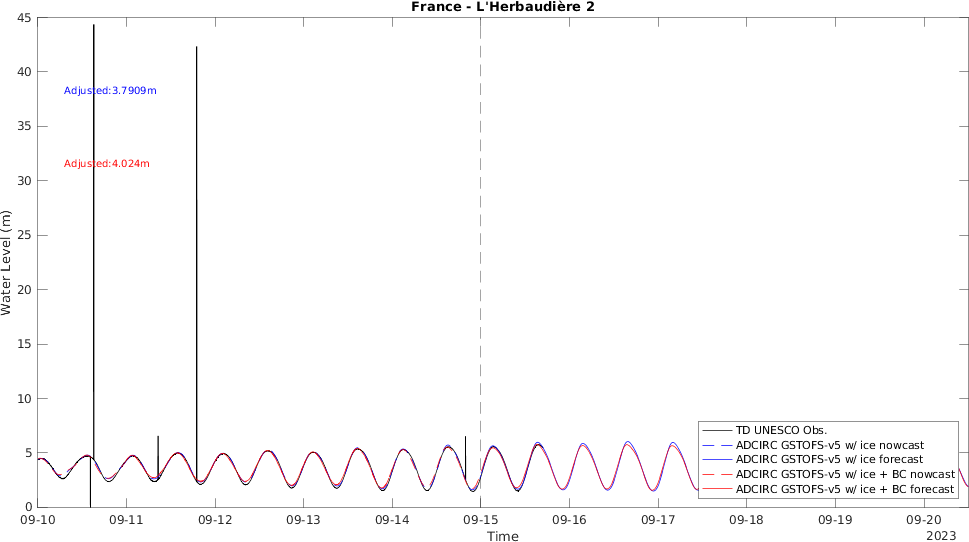 France - L'Herbaudière 2
45
40
35
30
25
20
15
10
5
0
Water Level (m)
Adjusted:3.7909m
Adjusted:4.024m
TD UNESCO Obs.
ADCIRC GSTOFS-v5 w/ ice nowcast
ADCIRC GSTOFS-v5 w/ ice forecast
ADCIRC GSTOFS-v5 w/ ice + BC nowcast
ADCIRC GSTOFS-v5 w/ ice + BC forecast
09-10 09-11 09-12 09-13 09-14 09-15 09-16 09-17 09-18 09-19 09-20
Time
2023